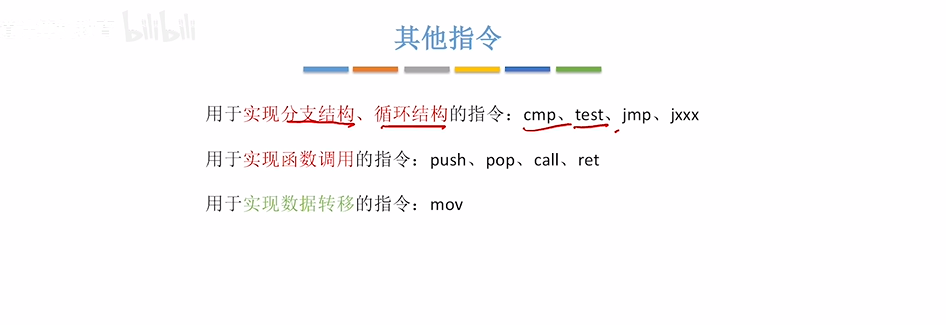 bilibili
其他指令
用于实现分支结构、循环结构的指令：cmp、test、jmp、jxxx
用于实现函数调用的指令：push、pop、call、ret
用于实现数据转移的指令：mov